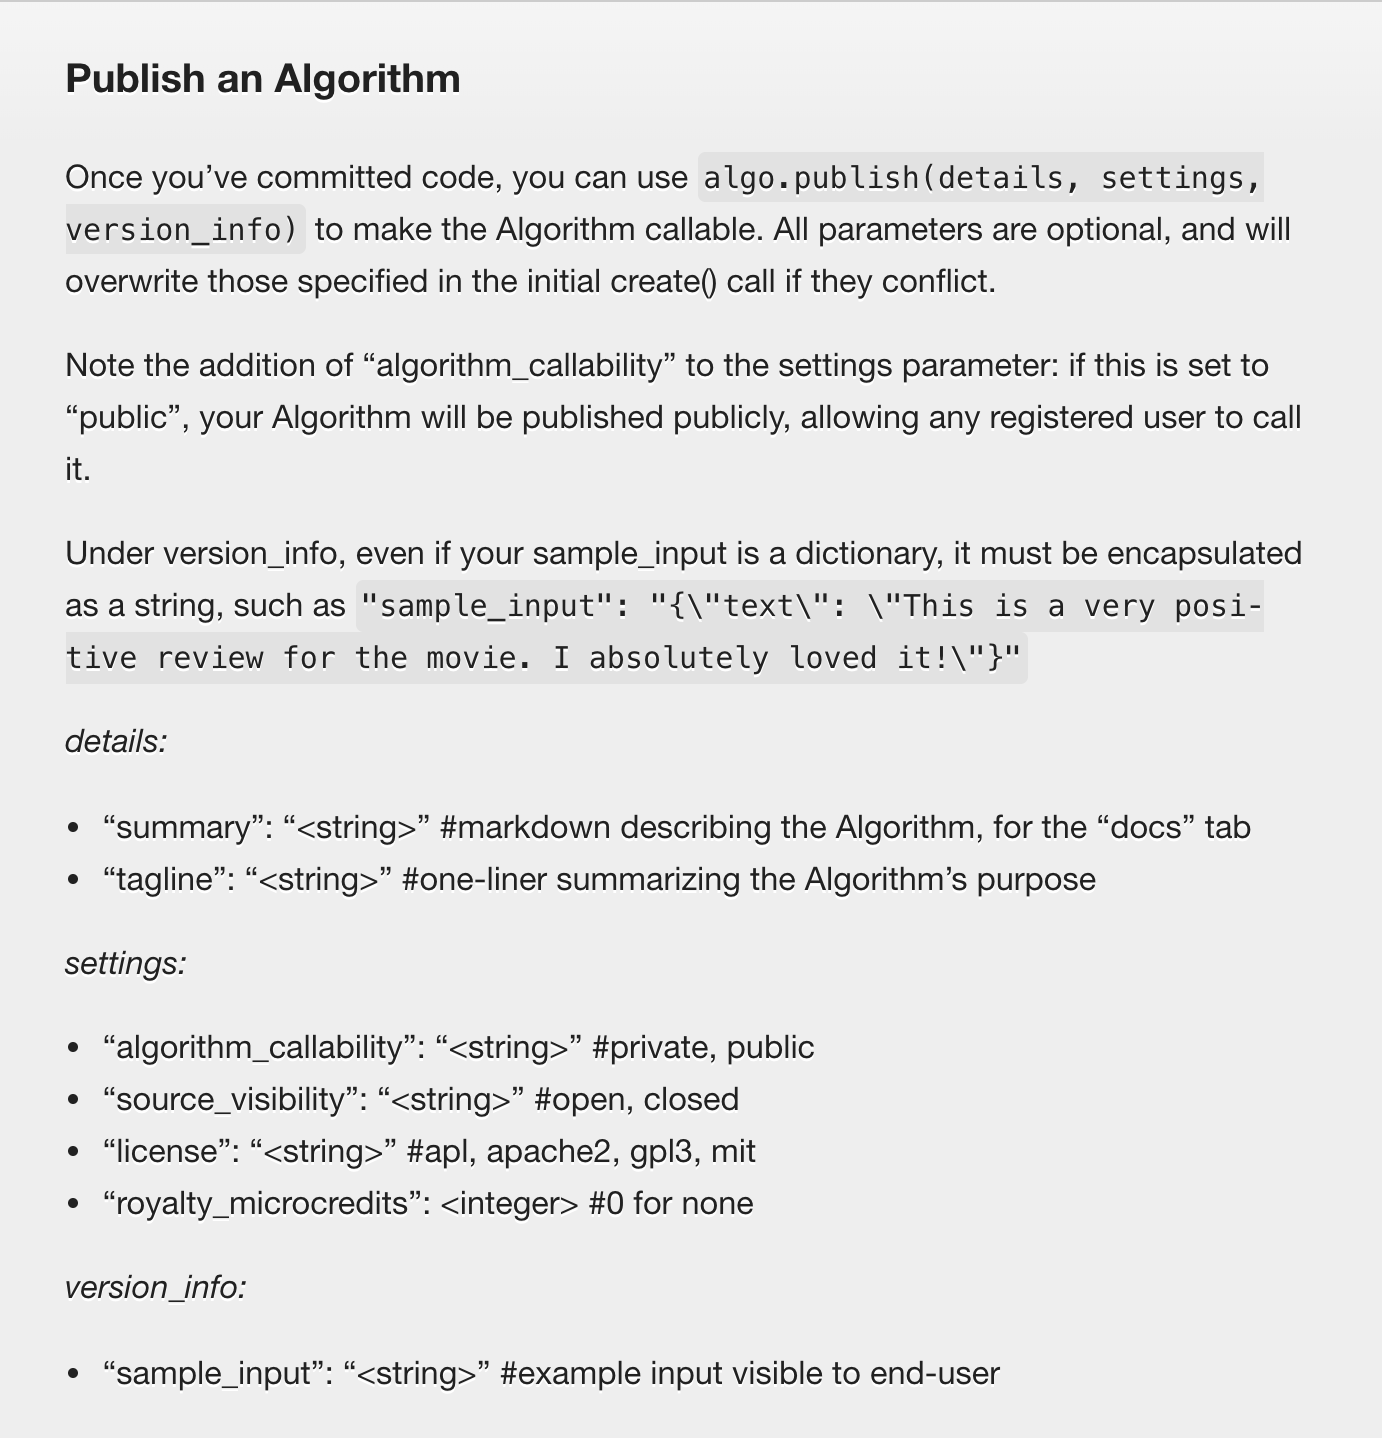 Publish an Algorithm
Once you’ve committed code, you can use algo.publish(details, settings,
version_info) to make the Algorithm callable. All parameters are optional, and will
overwrite those specified in the initial create() call if they conflict.
Note the addition of “algorithm_callability” to the settings parameter: if this is set to
“public”, your Algorithm will be published publicly, allowing any registered user to call
it.
Under version_info, even if your sample_input is a dictionary, it must be encapsulated
as a string, such as "sample_input": "{\"text\": \"This is a very posi-
tive review for the movie. I absolutely loved it!\"}"
details:
• “summary”: “<string>” #markdown describing the Algorithm, for the “docs” tab
• “tagline”: “<string>” #one-liner summarizing the Algorithm’s purpose
settings:
• “algorithm_callability”: “<string>” #private, public
• “source_visibility”: “<string>” #open, closed
• “license”: “<string>” #apl, apache2, gpl3, mit
• “royalty_microcredits”: <integer> #0 for none
version_info:
• “sample_input”: “<string>” #example input visible to end-user